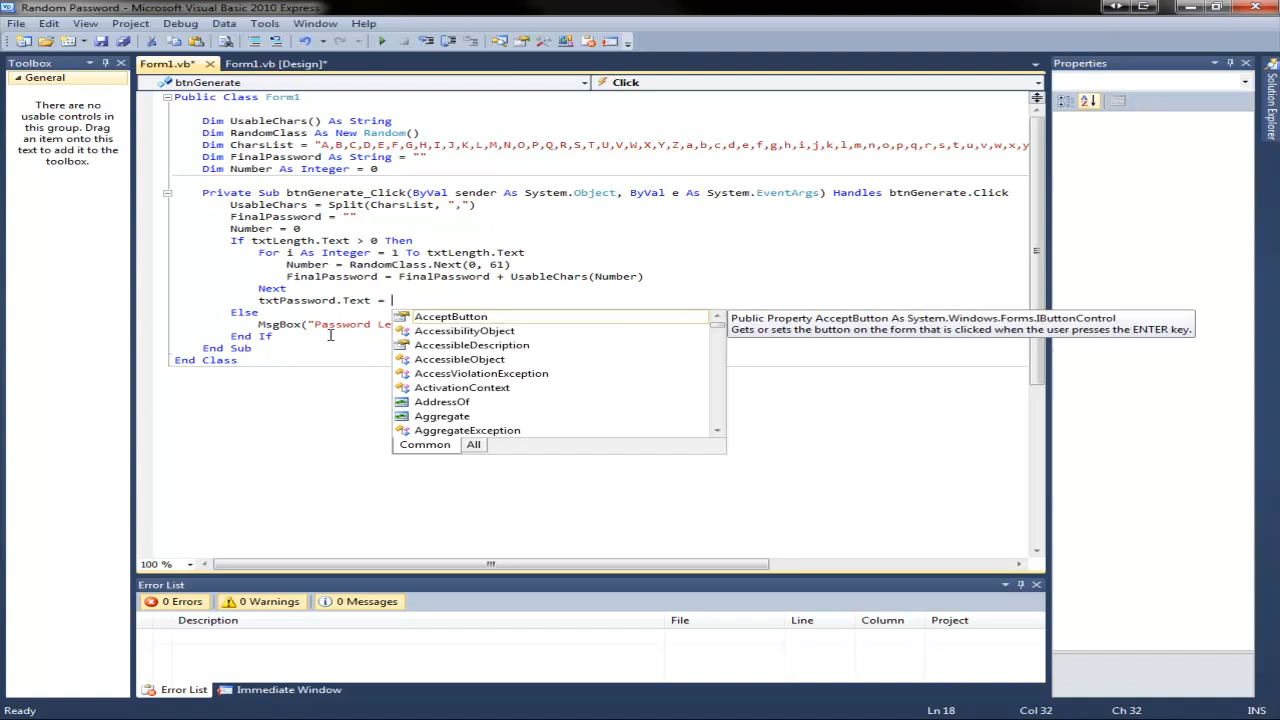 Random Password - Microsoft Visual Basic 2010 Express
File Edit View Project Debug Data Tools Window Help
Toolbox
General
There are no
usable controls in
this group. Drag
an item onto this
text to add it to the
toolbox.
Form1.vb* Form1.vb [Design]*
btnGenerate Click
Public Class Form1
Dim UsableChars() As String
Dim RandomClass As New Random()
Dim CharsList = "A,B,C,D,E,F,G,H,I,J,K,L,M,N,O,P,Q,R,S,T,U,V,W,X,Y,Z,a,b,c,d,e,f,g,h,i,j,k,l,m,n,o,p,q,r,s,t,u,v,w,x,y
Dim FinalPassword As String = ""
Dim Number As Integer = 0
Private Sub btnGenerate_Click(ByVal sender As System.Object, ByVal e As System.EventArgs) Handles btnGenerate.Click
UsableChars = Split(CharsList, ",")
FinalPassword = ""
Number = 0
If txtLength.Text > 0 Then
For i As Integer = 1 To txtLength.Text
Number = RandomClass.Next(0, 61)
FinalPassword = FinalPassword + UsableChars(Number)
Next
txtPassword.Text =
Else
MsgBox("Password Le
End If
End Sub
End Class
AcceptButton
AccessibilityObject
AccessibleDescription
AccessibleObject
AccessViolationException
ActivationContext
AddressOf
Aggregate
AggregateException
Common All
Public Property AcceptButton As System.Windows.Forms.IButtonControl
Gets or sets the button on the form that is clicked when the user presses the ENTER key.
100 %
Error List
0 Errors 0 Warnings 0 Messages
Description File Line Column Project
Error List Immediate Window
Properties
Solution Explorer
Ready Ln 18 Col 32 Ch 32 INS